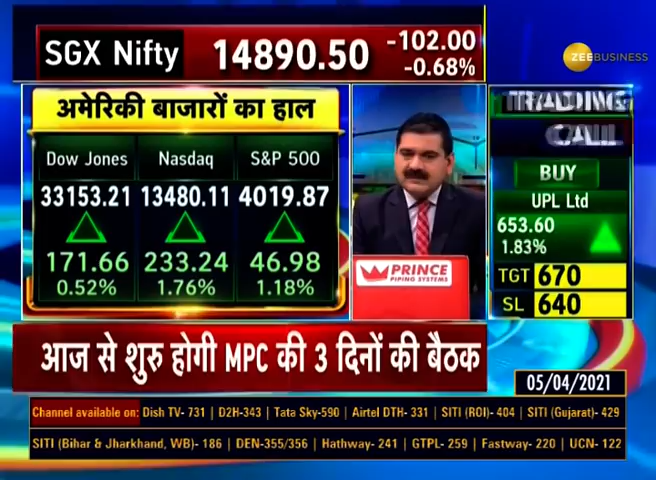 SGX Nifty 14890.50 -102.00
-0.68%
ZEE BUSINESS
अमेरिकी बाजारों का हाल
Dow Jones Nasdaq S&P 500
33153.21 13480.11 4019.87
171.66 233.24 46.98
0.52% 1.76% 1.18%
PRINCE
PIPING SYSTEMS
TRADING
CALL
BUY
UPL Ltd
653.60
1.83%
TGT 670
SL 640
आज से शुरु होगी MPC की 3 दिनों की बैठक
05/04/2021
Channel available on: Dish TV- 731 | D2H-343 | Tata Sky-590 | Airtel DTH- 331 | SITI (ROI)- 404 | SITI (Gujarat)- 429
SITI (Bihar & Jharkhand, WB)- 186 | DEN-355/356 | Hathway- 241 | GTPL- 259 | Fastway- 220 | UCN- 122